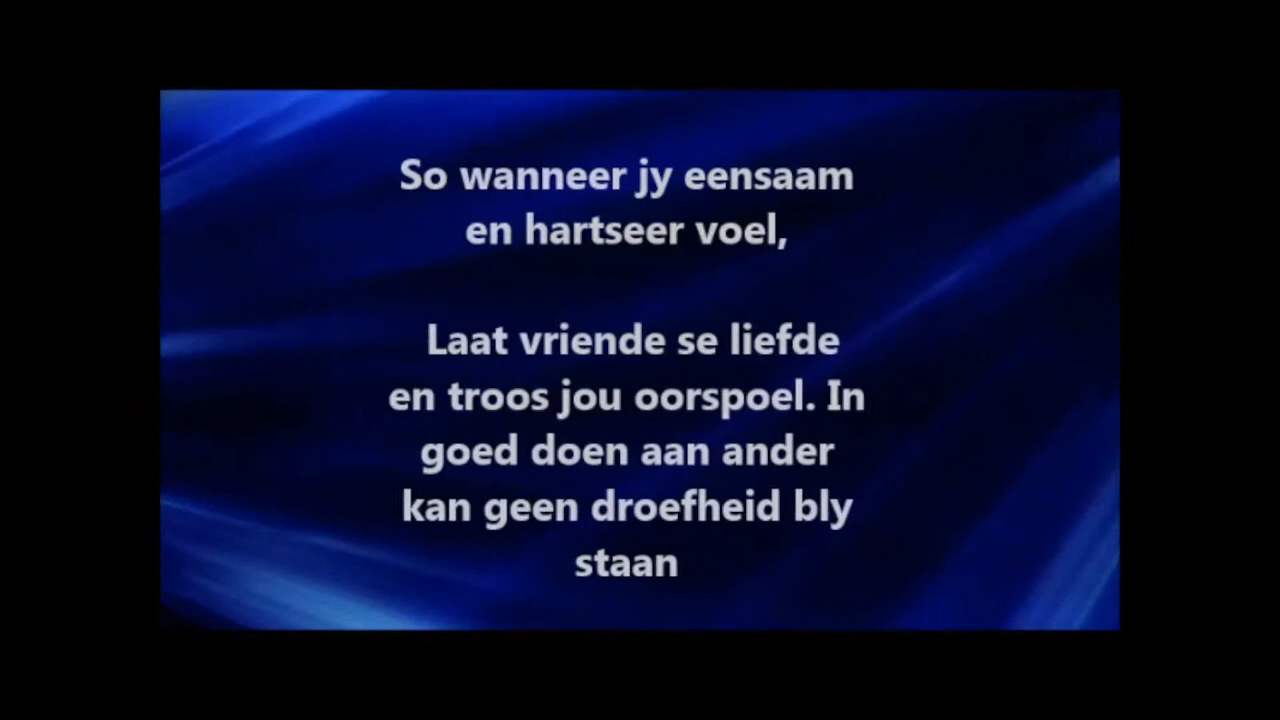 So wanneer jy eensaam
en hartseer voel,
Laat vriende se liefde
en troos jou oorspoel. In
goed doen aan ander
kan geen droefheid bly
staan